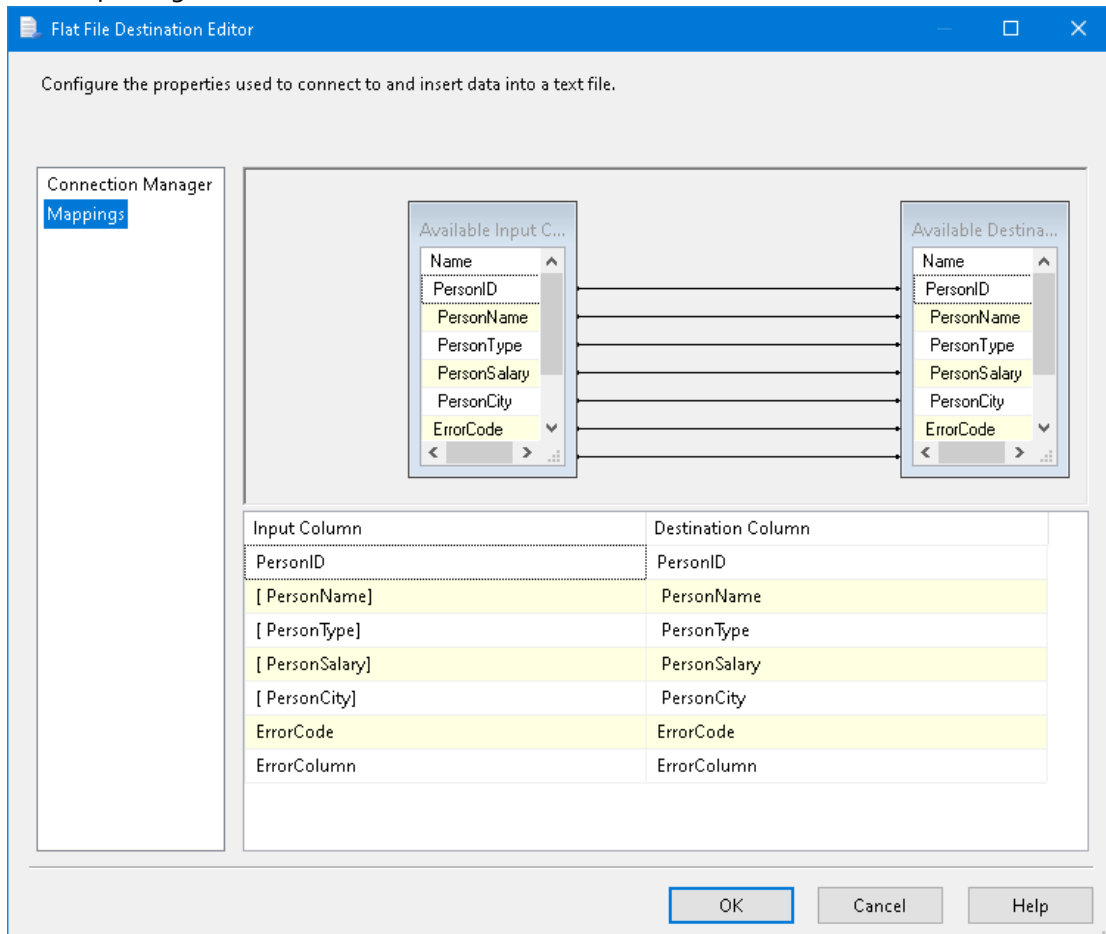 Flat File Destination Editor
Configure the properties used to connect to and insert data into a text file.
Connection Manager
Mappings
Available Input C...
Name
PersonID
PersonName
PersonType
PersonSalary
PersonCity
ErrorCode
Available Destina...
Name
PersonID
PersonName
PersonType
PersonSalary
PersonCity
ErrorCode
Input Column Destination Column
PersonID PersonID
[ PersonName] PersonName
[ PersonType] PersonType
[ PersonSalary] PersonSalary
[ PersonCity] PersonCity
ErrorCode ErrorCode
ErrorColumn ErrorColumn
OK Cancel Help